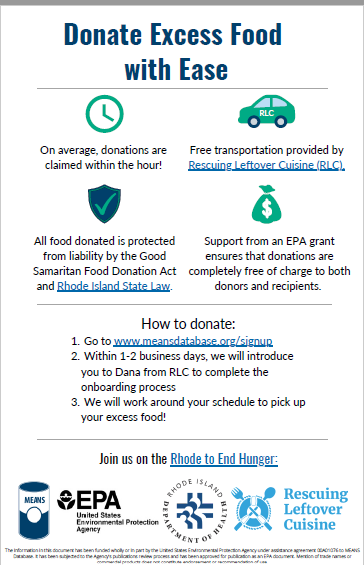 Donate Excess Food
with Ease
On average, donations are
claimed within the hour!
RLC
Free transportation provided by
Rescuing Leftover Cuisine (RLC).
All food donated is protected
from liability by the Good
Samaritan Food Donation Act
and Rhode Island State Law.
$
Support from an EPA grant
ensures that donations are
completely free of charge to both
donors and recipients.
How to donate:
1. Go to www.meansdatabase.org/signup
2. Within 1-2 business days, we will introduce
you to Dana from RLC to complete the
onboarding process
3. We will work around your schedule to pick up
your excess food!
Join us on the Rhode to End Hunger:
MEANS
EPA
United States
Environmental Protection
Agency
RHODE ISLAND
DEPARTMENT OF HEALTH
Rescuing
Leftover
Cuisine
The information in this document has been funded wholly or in part by the United States Environmental Protection Agency under assistance agreement 00A01076 to MEANS
Database. It has been subjected to the Agency's publications review process and has been approved for publication as an EPA document. Mention of trade names or
commercial products does not constitute endorsement or recommendation of use.